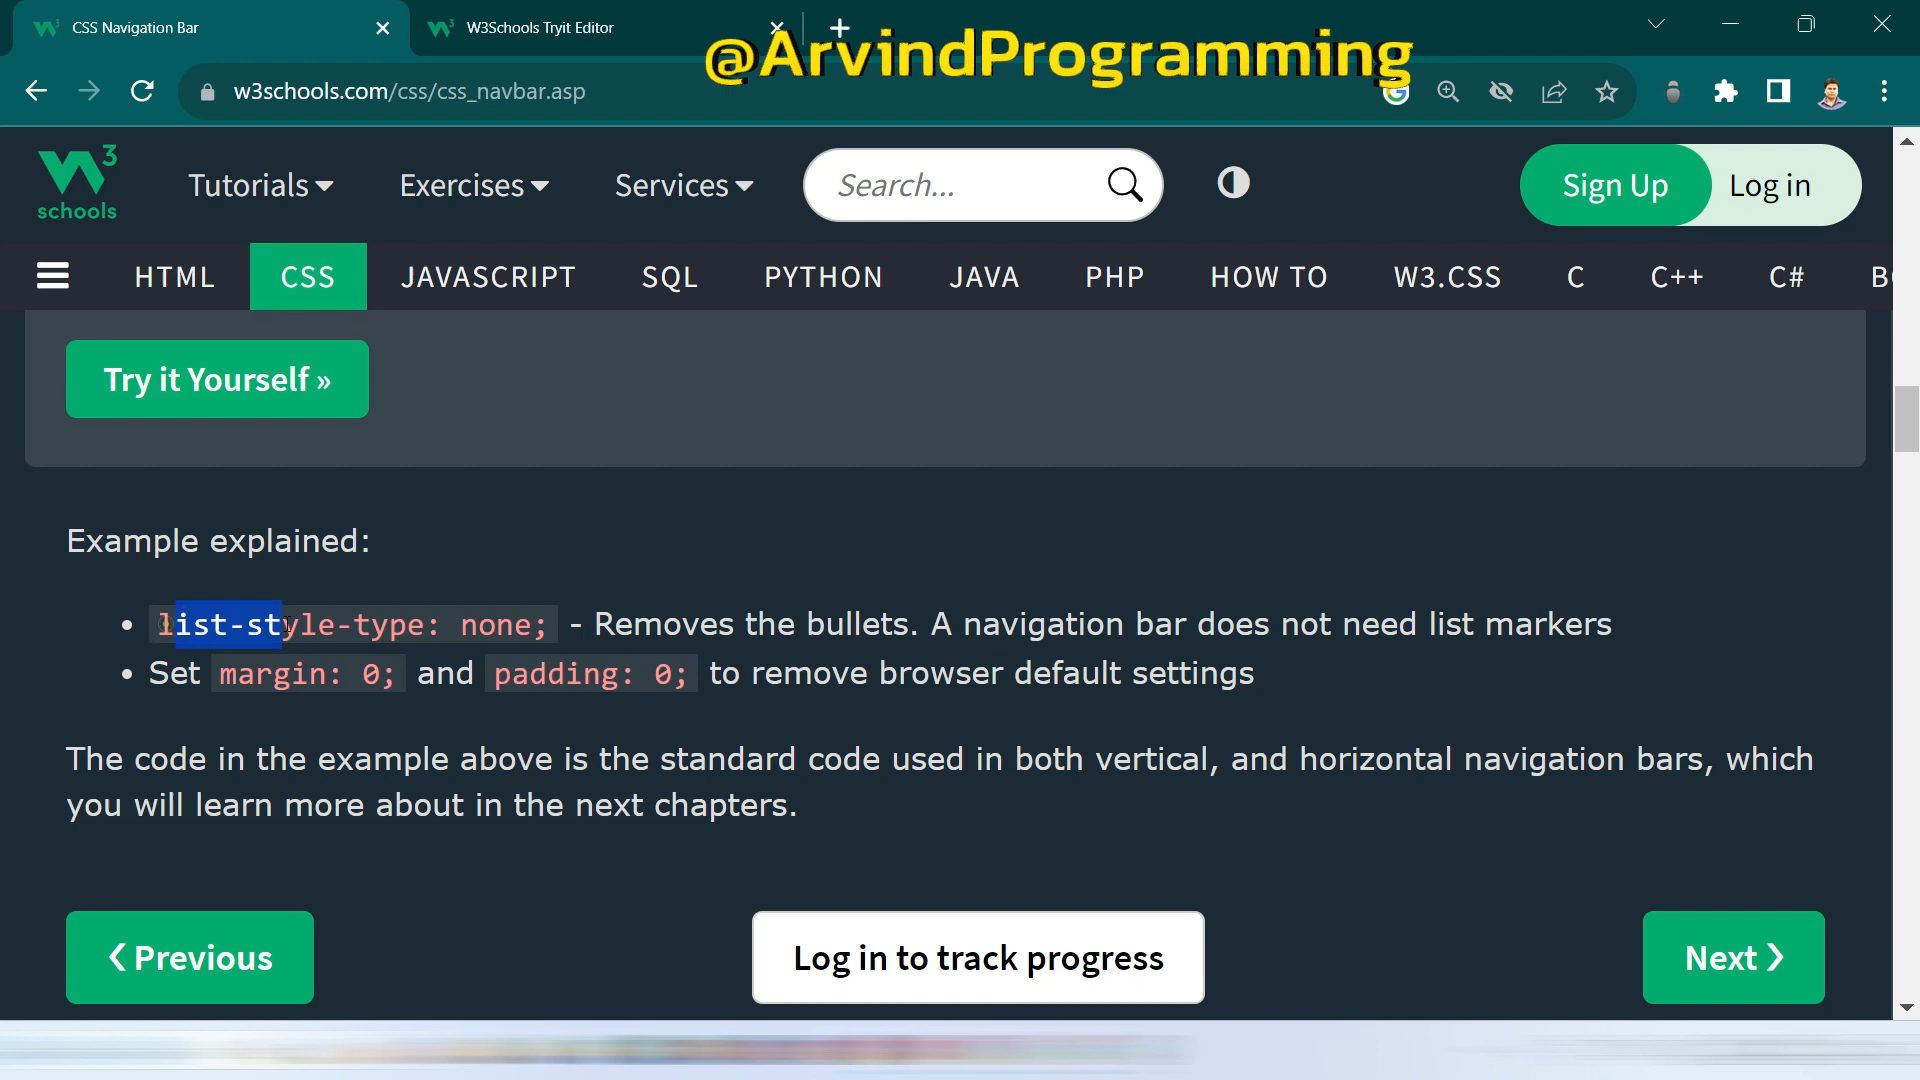 CSS Navigation Bar
W3Schools Tryit Editor
@ArvindProgramming
w3schools.com/css/css_navbar.asp
W3 schools
Tutorials
Exercises
Services
Search...
Sign Up
Log in
HTML
CSS
JAVASCRIPT
SQL
PYTHON
JAVA
PHP
HOW TO
W3.CSS
C
C++
C#
Try it Yourself »
Example explained:
• list-style-type: none; - Removes the bullets. A navigation bar does not need list markers
• Set margin: 0; and padding: 0; to remove browser default settings
The code in the example above is the standard code used in both vertical, and horizontal navigation bars, which
you will learn more about in the next chapters.
❮ Previous
Log in to track progress
Next ❯